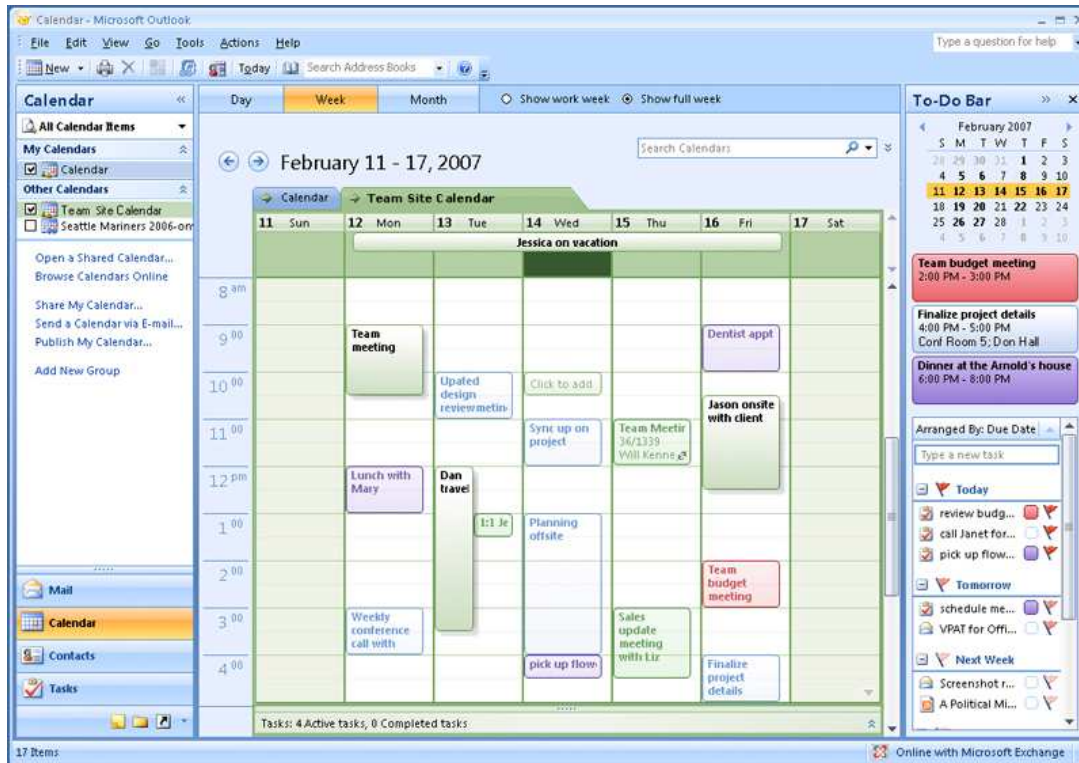 Calendar - Microsoft Outlook
File Edit View Go Tools Actions Help
Type a question for help
New Today Search Address Books
Calendar «
All Calendar Items
My Calendars
Calendar
Other Calendars
Team Site Calendar
Seattle Mariners 2006-on
Open a Shared Calendar...
Browse Calendars Online
Share My Calendar...
Send a Calendar via E-mail...
Publish My Calendar...
Add New Group
Mail
Calendar
Contacts
Tasks
Day Week Month Show work week Show full week
February 11 - 17, 2007
Search Calendars
Calendar Team Site Calendar
11 Sun 12 Mon 13 Tue 14 Wed 15 Thu 16 Fri 17 Sat
Jessica on vacation
8 am
9 00
Team
meeting
Dentist appt
10 00
Upated
design
reviewmetin
Click to add
Jason onsite
with client
11 00
Sync up on
project
Team Meetir
36/1339
Will Kenne
12 pm
Lunch with
Mary
Dan
travel
1 00
1:1 Je
Planning
offsite
2 00
Team
budget
meeting
3 00
Weekly
conference
call with
Sales
update
meeting
with Liz
4 00
pick up flow
Finalize
project
details
Tasks: 4 Active tasks, 0 Completed tasks
To-Do Bar »
February 2007
S M T W T F S
28 29 30 31 1 2 3
4 5 6 7 8 9 10
11 12 13 14 15 16 17
18 19 20 21 22 23 24
25 26 27 28 1 2 3
4 5 6 7 8 9 10
Team budget meeting
2:00 PM - 3:00 PM
Finalize project details
4:00 PM - 5:00 PM
Conf Room 5; Don Hall
Dinner at the Arnold's house
6:00 PM - 8:00 PM
Arranged By: Due Date
Type a new task
Today
review budg...
call Janet for...
pick up flow...
Tomorrow
schedule me...
VPAT for Offi...
Next Week
Screenshot r...
A Political Mi...
17 Items
Online with Microsoft Exchange